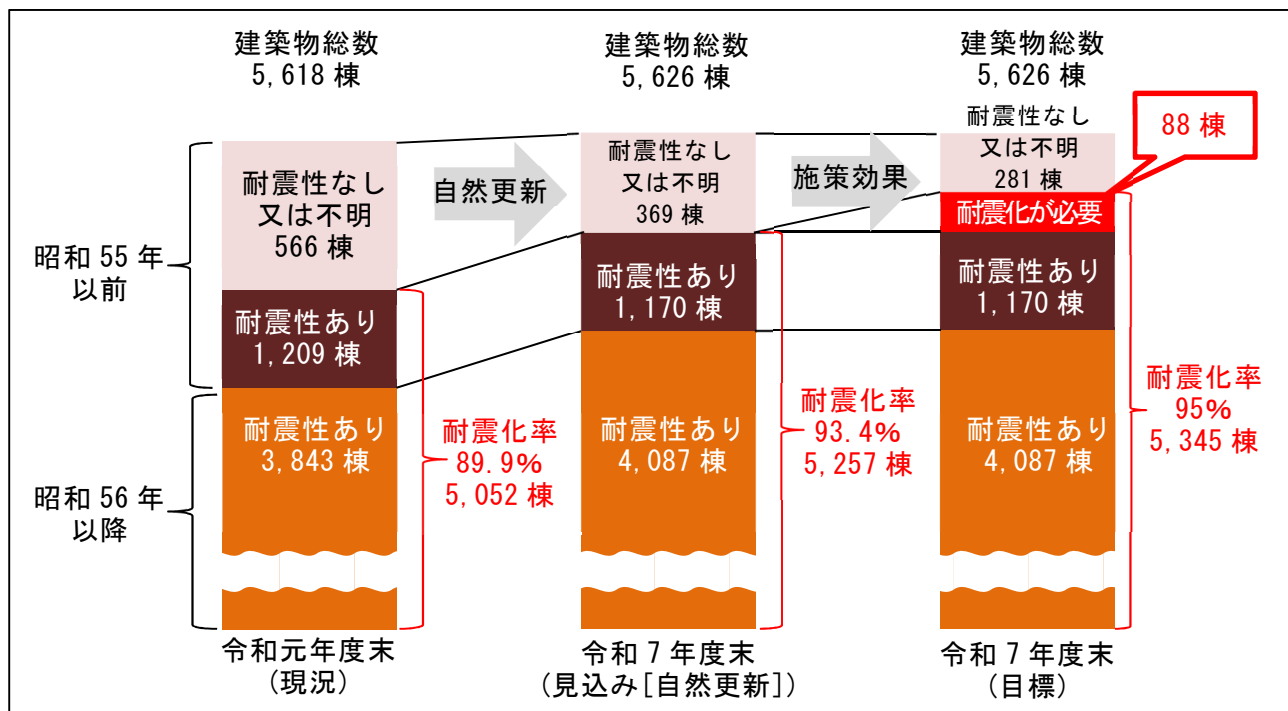 建築物総数
5,618 棟
建築物総数
5,626 棟
建築物総数
5,626 棟
88 棟
昭和 55 年
以前
昭和 56 年
以降
耐震性なし
又は不明
566 棟
耐震性あり
1,209 棟
耐震性あり
3,843 棟
耐震化率
89.9%
5,052 棟
自然更新
耐震性なし
又は不明
369 棟
耐震性あり
1,170 棟
耐震性あり
4,087 棟
耐震化率
93.4%
5,257 棟
施策効果
耐震性なし
又は不明
281 棟
耐震化が必要
耐震性あり
1,170 棟
耐震性あり
4,087 棟
耐震化率
95%
5,345 棟
令和元年度末
(現況)
令和 7 年度末
(見込み[自然更新])
令和 7 年度末
(目標)